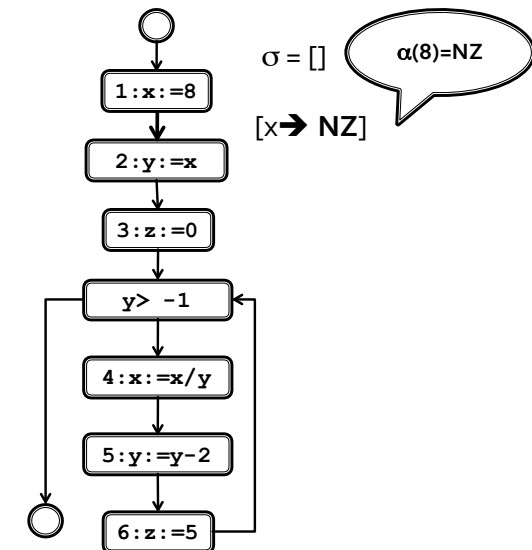 σ = []
α(8)=NZ
1:x:=8
[x➔ NZ]
2:y:=x
3:z:=0
y> -1
4:x:=x/y
5:y:=y-2
6:z:=5